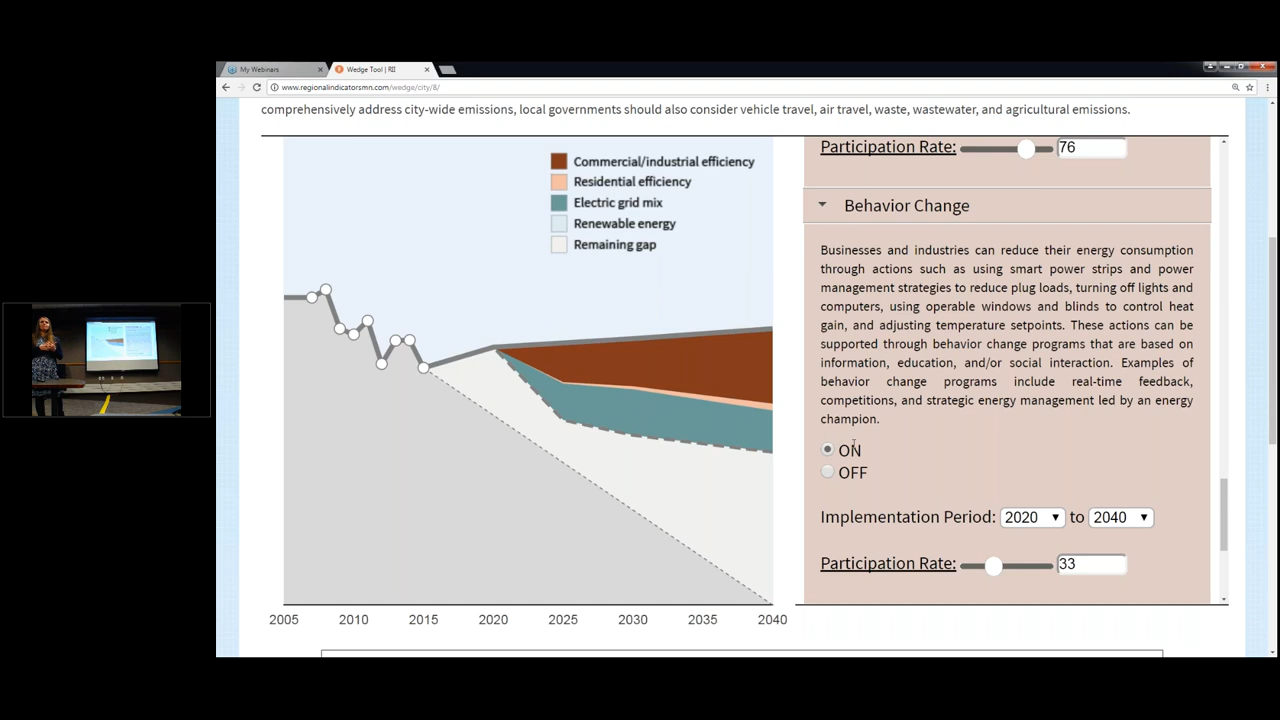 My Webinars
Wedge Tool | RII
www.regionalindicatorsmn.com/wedge/city/8/
comprehensively address city-wide emissions, local governments should also consider vehicle travel, air travel, waste, wastewater, and agricultural emissions.
Commercial/industrial efficiency
Residential efficiency
Electric grid mix
Renewable energy
Remaining gap
2005 2010 2015 2020 2025 2030 2035 2040
Participation Rate: 76
Behavior Change
Businesses and industries can reduce their energy consumption
through actions such as using smart power strips and power
management strategies to reduce plug loads, turning off lights and
computers, using operable windows and blinds to control heat
gain, and adjusting temperature setpoints. These actions can be
supported through behavior change programs that are based on
information, education, and/or social interaction. Examples of
behavior change programs include real-time feedback,
competitions, and strategic energy management led by an energy
champion.
ON
OFF
Implementation Period: 2020 to 2040
Participation Rate: 33